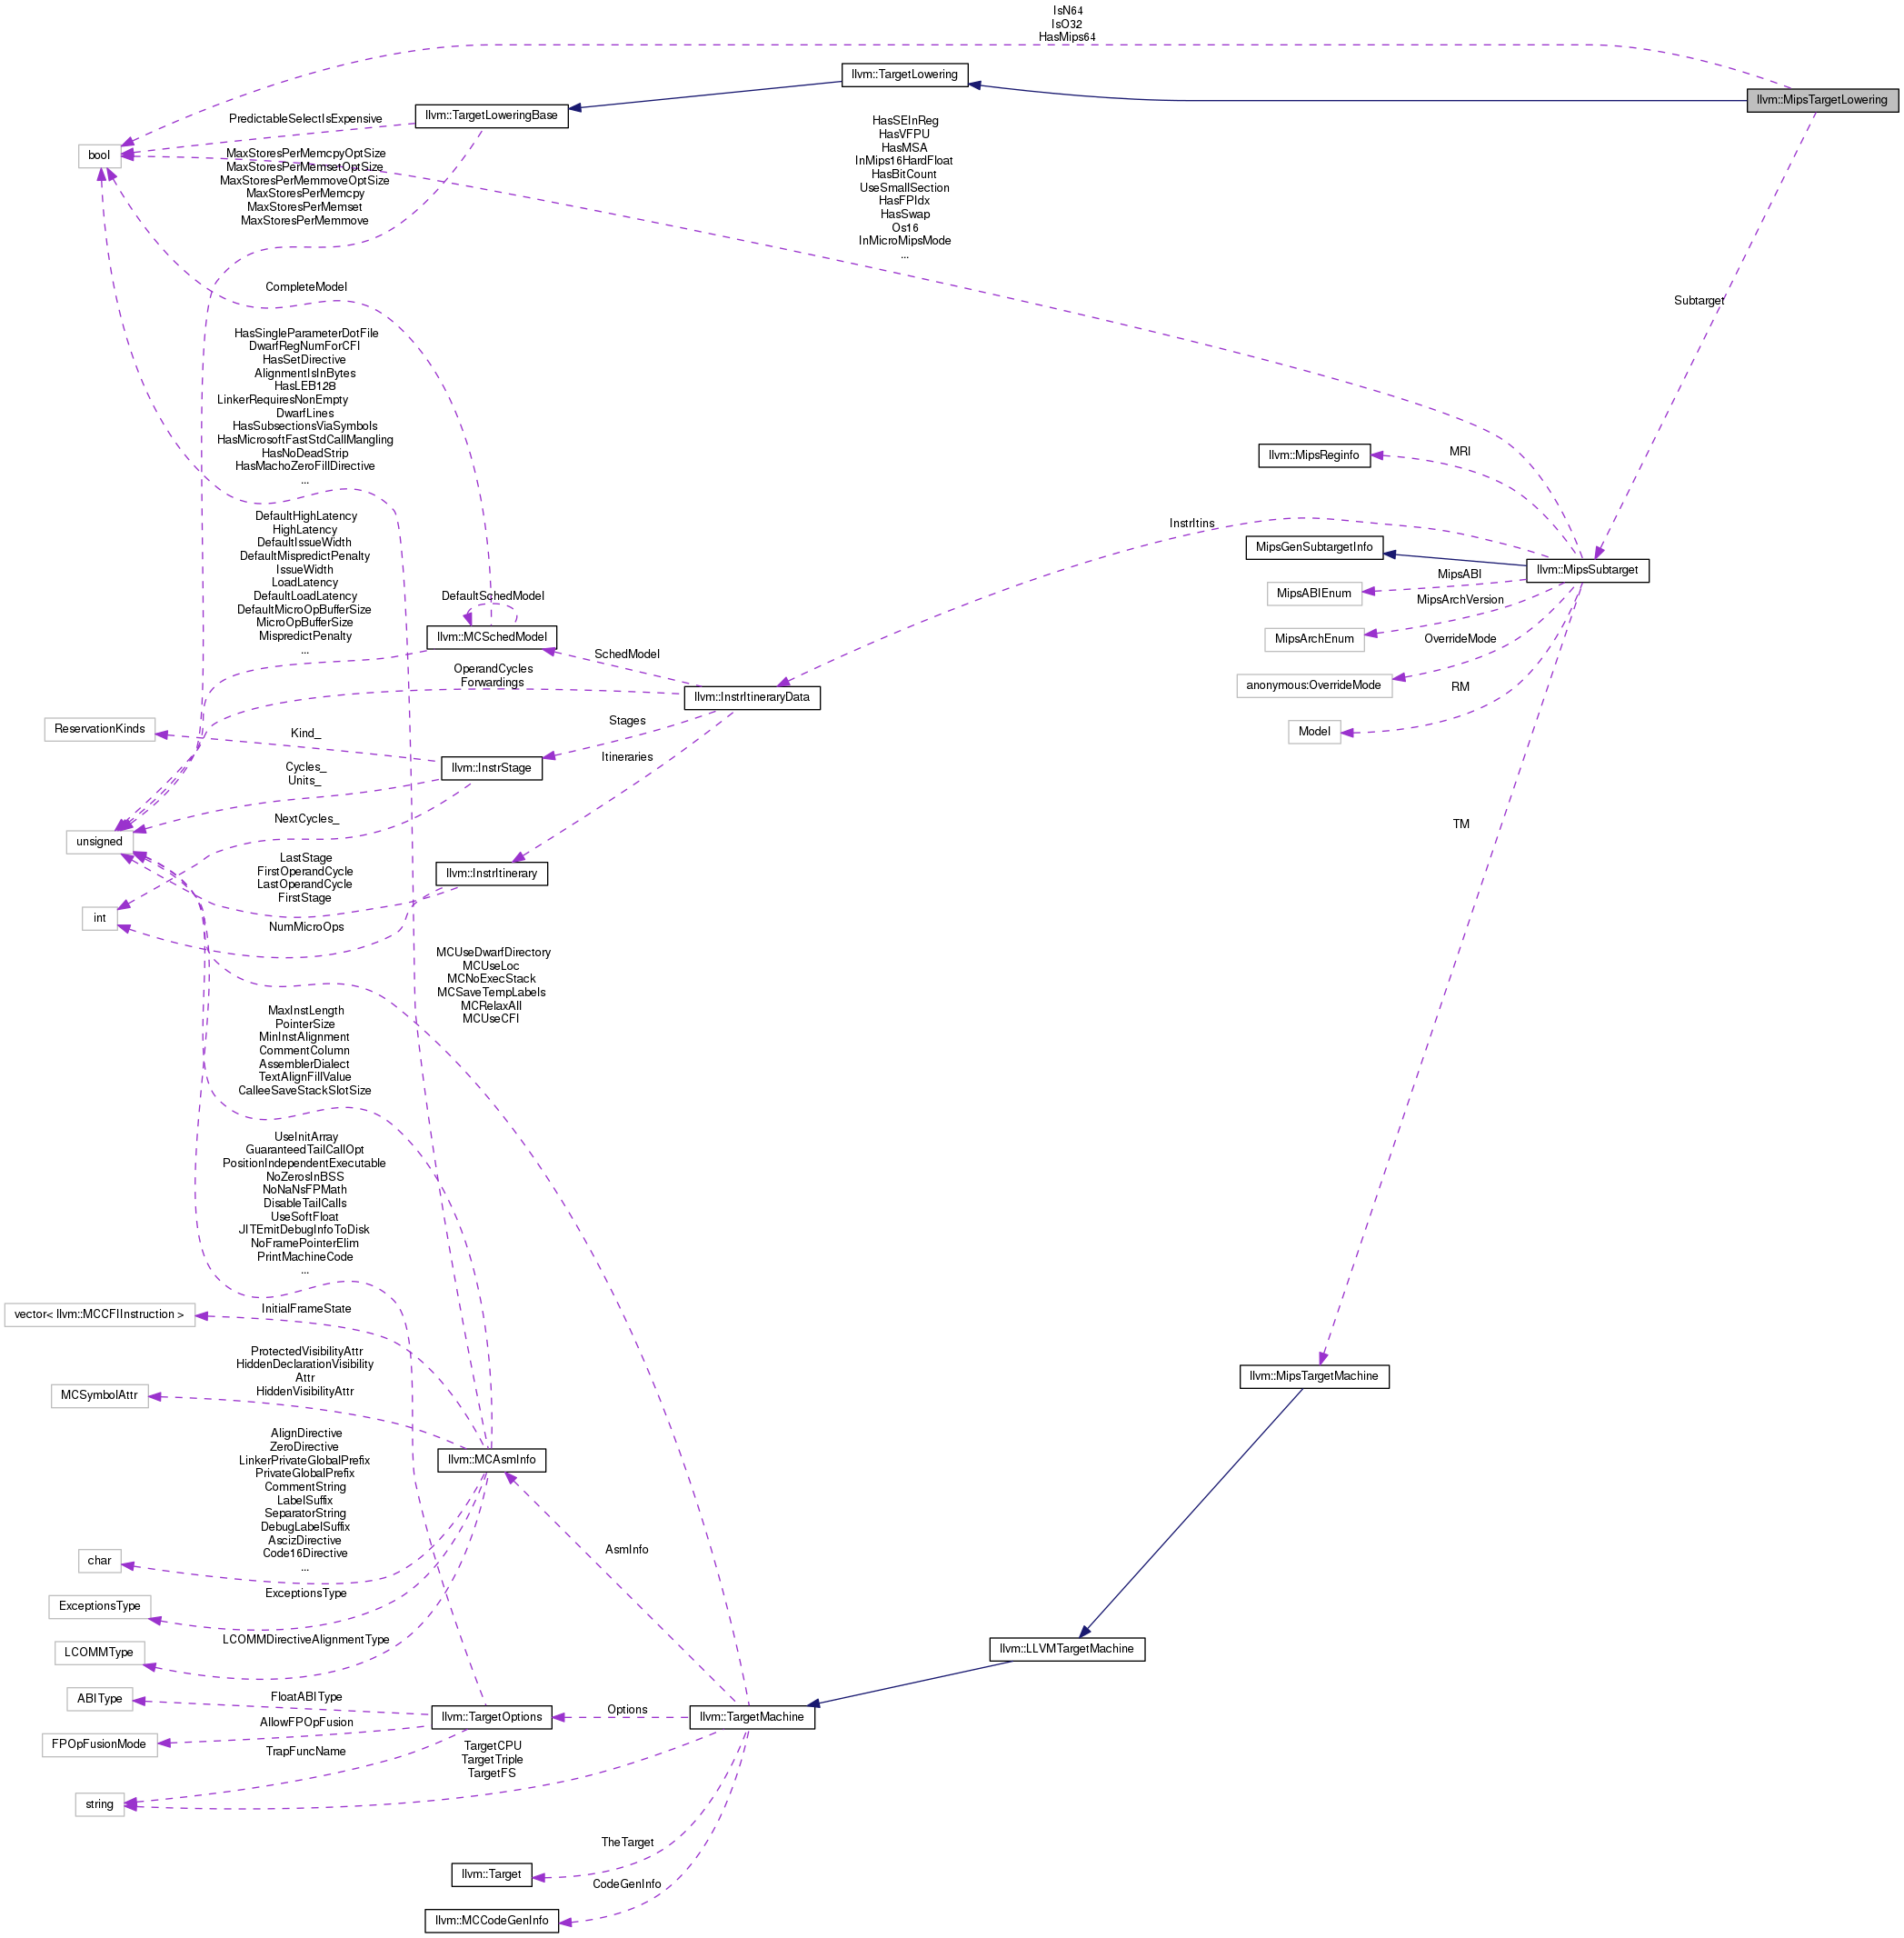 IsN64
IsO32
HasMips64
llvm::TargetLowering
llvm::MipsTargetLowering
llvm::TargetLoweringBase
PredictableSelectIsExpensive
bool
HasSEInReg
HasVFPU
HasMSA
InMips16HardFloat
HasBitCount
UseSmallSection
HasFPIdx
HasSwap
Os16
InMicroMipsMode
...
MaxStoresPerMemcpyOptSize
MaxStoresPerMemsetOptSize
MaxStoresPerMemmoveOptSize
MaxStoresPerMemcpy
MaxStoresPerMemset
MaxStoresPerMemmove
CompleteModel
Subtarget
HasSingleParameterDotFile
DwarfRegNumForCFI
HasSetDirective
AlignmentIsInBytes
HasLEB128
LinkerRequiresNonEmpty
DwarfLines
HasSubsectionsViaSymbols
HasMicrosoftFastStdCallMangling
HasNoDeadStrip
HasMachoZeroFillDirective
...
llvm::MipsReginfo
MRI
InstrItins
MipsGenSubtargetInfo
llvm::MipsSubtarget
MipsABIEnum
MipsABI
MipsArchVersion
MipsArchEnum
OverrideMode
anonymous:OverrideMode
RM
Model
DefaultHighLatency
HighLatency
DefaultIssueWidth
DefaultMispredictPenalty
IssueWidth
LoadLatency
DefaultLoadLatency
DefaultMicroOpBufferSize
MicroOpBufferSize
MispredictPenalty
...
DefaultSchedModel
llvm::MCSchedModel
SchedModel
OperandCycles
Forwardings
llvm::InstrItineraryData
ReservationKinds
Kind_
Stages
llvm::InstrStage
Itineraries
Cycles_
Units_
NextCycles_
unsigned
TM
LastStage
FirstOperandCycle
LastOperandCycle
FirstStage
llvm::InstrItinerary
int
NumMicroOps
MCUseDwarfDirectory
MCUseLoc
MCNoExecStack
MCSaveTempLabels
MCRelaxAll
MCUseCFI
MaxInstLength
PointerSize
MinInstAlignment
CommentColumn
AssemblerDialect
TextAlignFillValue
CalleeSaveStackSlotSize
UseInitArray
GuaranteedTailCallOpt
PositionIndependentExecutable
NoZerosInBSS
NoNaNsFPMath
DisableTailCalls
UseSoftFloat
JITEmitDebugInfoToDisk
NoFramePointerElim
PrintMachineCode
...
vector< llvm::MCCFIInstruction >
InitialFrameState
ProtectedVisibilityAttr
HiddenDeclarationVisibility
Attr
HiddenVisibilityAttr
MCSymbolAttr
llvm::MipsTargetMachine
AlignDirective
ZeroDirective
LinkerPrivateGlobalPrefix
PrivateGlobalPrefix
CommentString
LabelSuffix
SeparatorString
DebugLabelSuffix
AscizDirective
Code16Directive
...
llvm::MCAsmInfo
char
AsmInfo
ExceptionsType
ExceptionsType
LCOMMDirectiveAlignmentType
LCOMMType
llvm::LLVMTargetMachine
ABIType
FloatABIType
llvm::TargetOptions
Options
llvm::TargetMachine
AllowFPOpFusion
FPOpFusionMode
TrapFuncName
TargetCPU
TargetTriple
TargetFS
string
TheTarget
llvm::Target
CodeGenInfo
llvm::MCCodeGenInfo